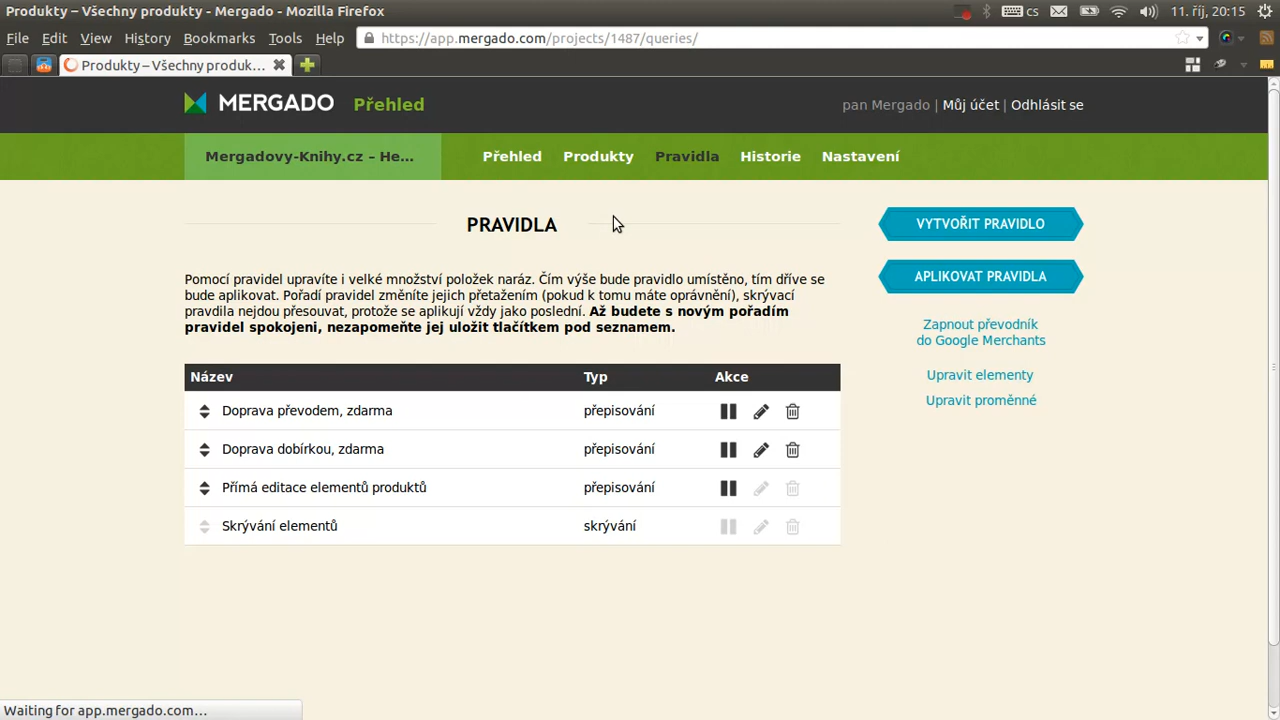 Produkty – Všechny produkty - Mergado - Mozilla Firefox
cs
11. říj, 20:15
File Edit View History Bookmarks Tools Help
https://app.mergado.com/projects/1487/queries/
Produkty – Všechny produk...
MERGADO Přehled
pan Mergado | Můj účet | Odhlásit se
Mergadovy-Knihy.cz – He...
Přehled Produkty Pravidla Historie Nastavení
PRAVIDLA
Pomocí pravidel upravíte i velké množství položek naráz. Čím výše bude pravidlo umístěno, tím dříve se
bude aplikovat. Pořadí pravidel změníte jejich přetažením (pokud k tomu máte oprávnění), skrývací
pravdila nejdou přesouvat, protože se aplikují vždy jako poslední. Až budete s novým pořadím
pravidel spokojeni, nezapomeňte jej uložit tlačítkem pod seznamem.
Název Typ Akce
Doprava převodem, zdarma přepisování
Doprava dobírkou, zdarma přepisování
Přímá editace elementů produktů přepisování
Skrývání elementů skrývání
VYTVOŘIT PRAVIDLO
APLIKOVAT PRAVIDLA
Zapnout převodník
do Google Merchants
Upravit elementy
Upravit proměnné
Waiting for app.mergado.com...